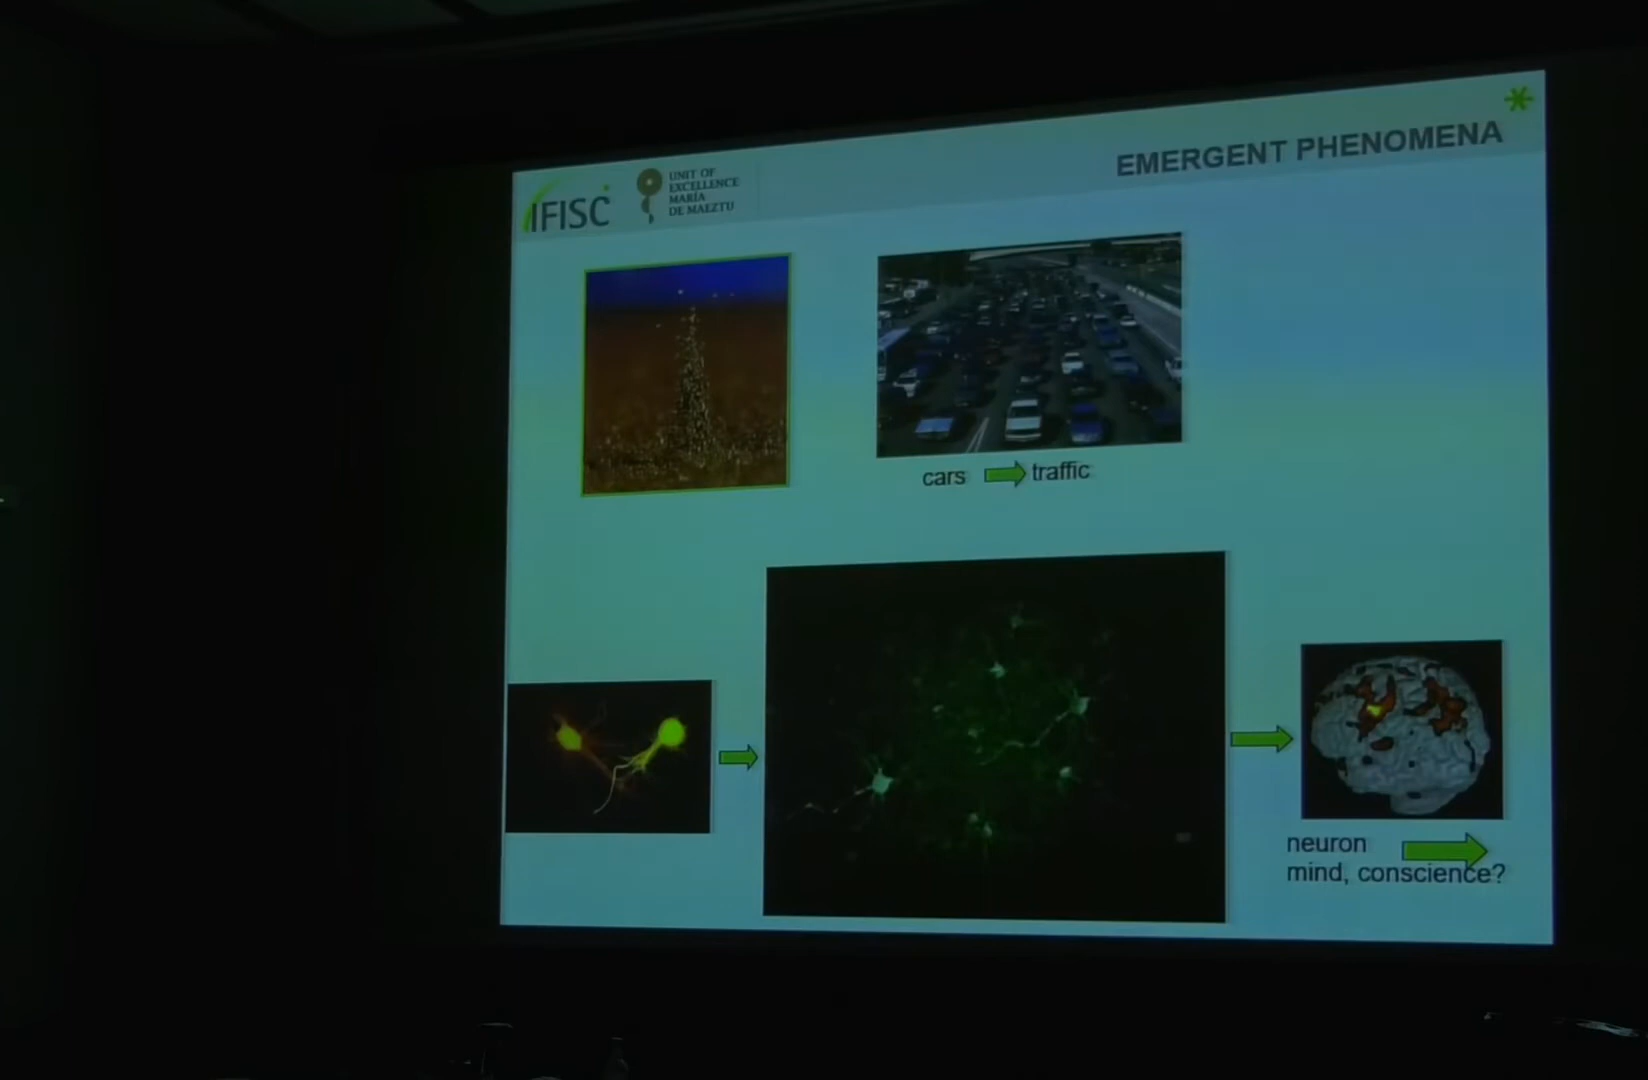 EMERGENT PHENOMENA
IFISC
UNIT OF
EXCELLENCE
MARÍA
DE MAEZTU
cars traffic
neuron
mind, conscience?